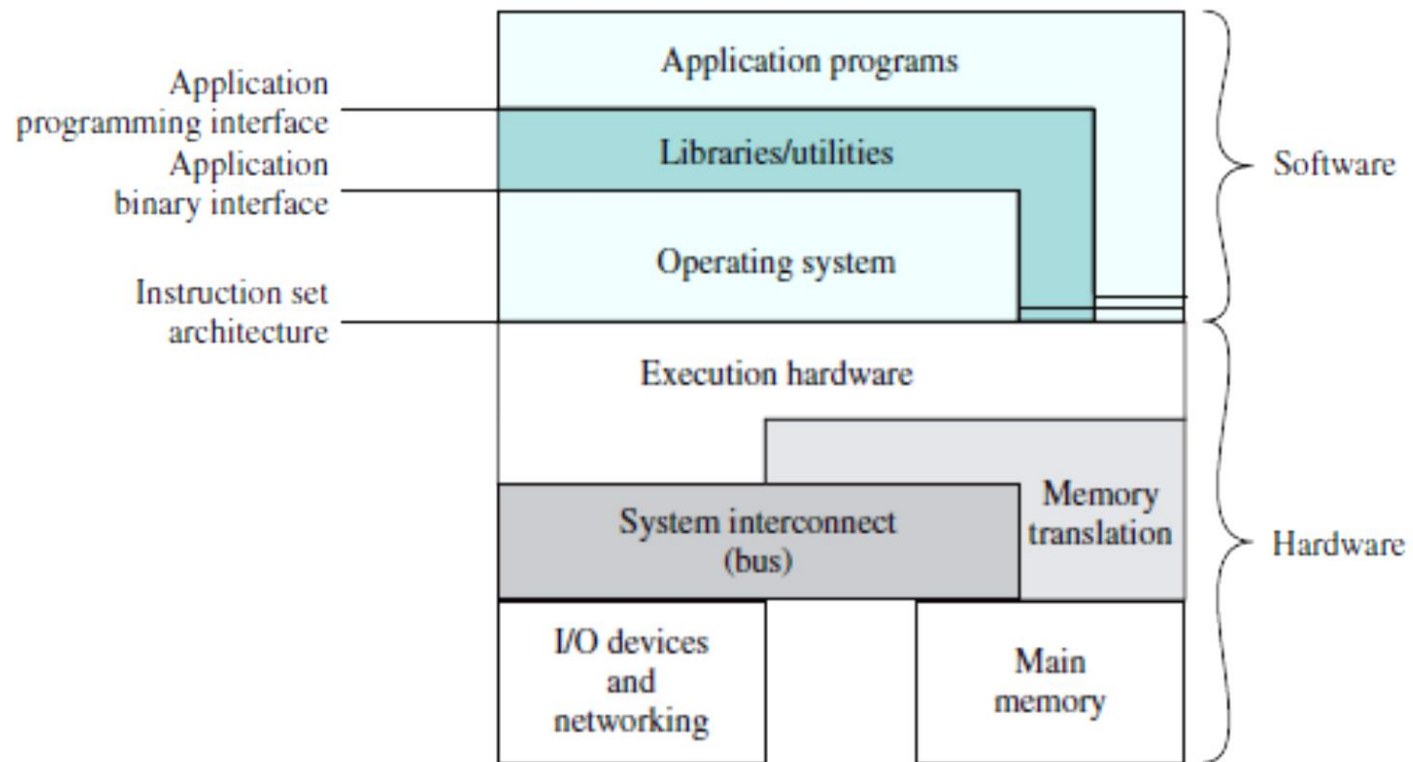 Application programs
Application
programming interface
Libraries/utilities
Application
binary interface
Software
Operating system
Instruction set
architecture
Execution hardware
Memory
translation
System interconnect
(bus)
Hardware
I/O devices
and
networking
Main
memory